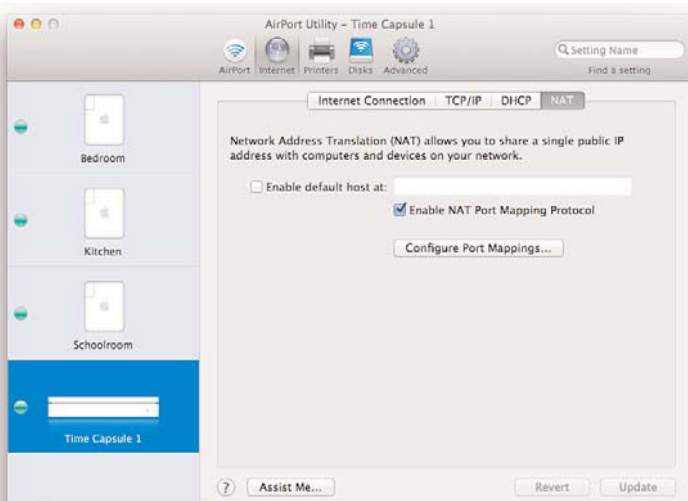 AirPort Utility – Time Capsule 1
AirPort Internet Printers Disks Advanced
Setting Name
Find a setting
Internet Connection TCP/IP DHCP NAT
Network Address Translation (NAT) allows you to share a single public IP
address with computers and devices on your network.
Enable default host at:
Enable NAT Port Mapping Protocol
Configure Port Mappings...
Bedroom
Kitchen
Schoolroom
Time Capsule 1
? Assist Me... Revert Update